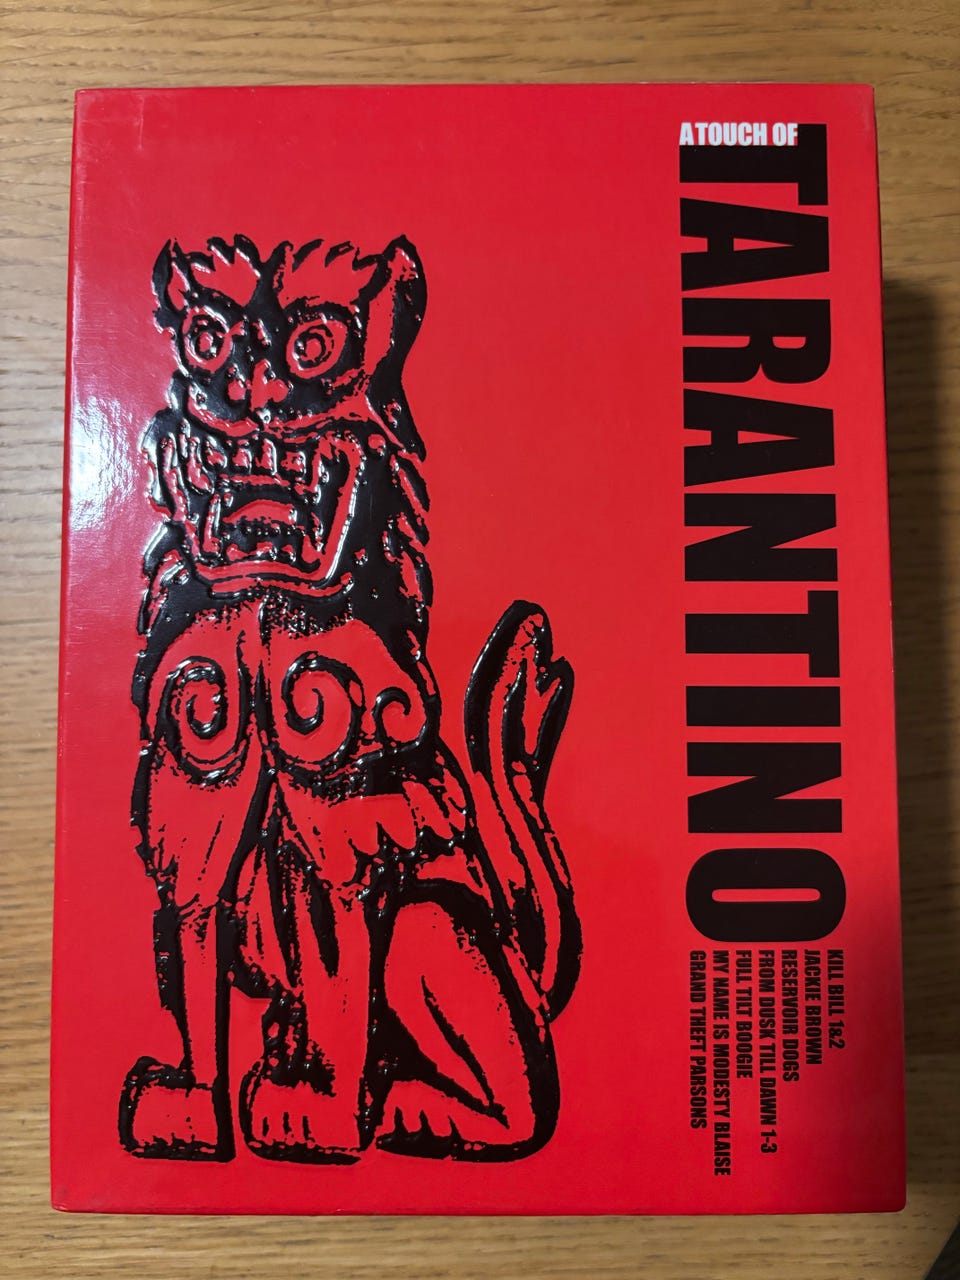 A TOUCH OF
TARANTINO
KILL BILL 1&2
JACKIE BROWN
RESERVOIR DOGS
FROM DUSK TILL DAWN 1-3
FULL TILT BOOGIE
MY NAME IS MODESTY BLAISE
GRAND THEFT PARSONS